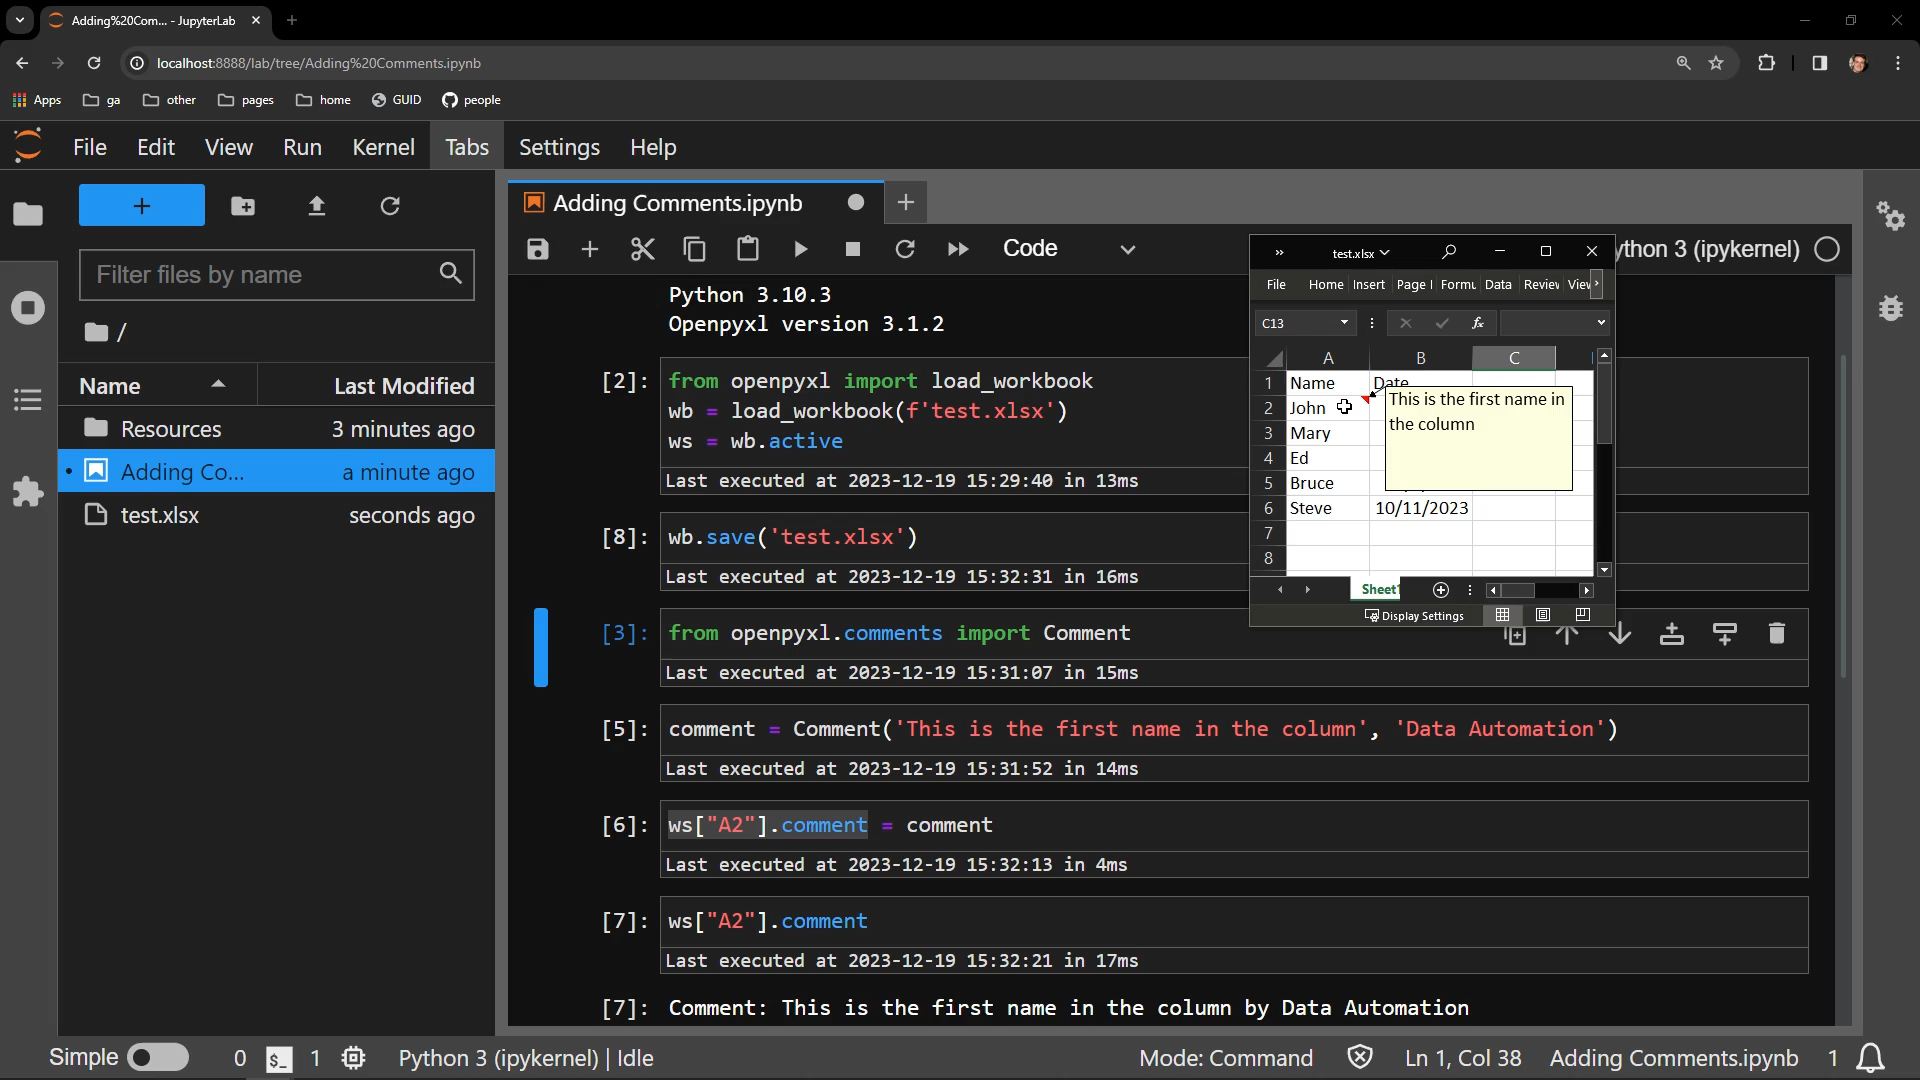 Adding%20Com... - JupyterLab
localhost:8888/lab/tree/Adding%20Comments.ipynb
Apps ga other pages home GUID people
File Edit View Run Kernel Tabs Settings Help
Filter files by name
/
Name Last Modified
Resources 3 minutes ago
Adding Co... a minute ago
test.xlsx seconds ago
Adding Comments.ipynb
Code
ython 3 (ipykernel)
Python 3.10.3
Openpyxl version 3.1.2
[2]: from openpyxl import load_workbook
wb = load_workbook(f'test.xlsx')
ws = wb.active
Last executed at 2023-12-19 15:29:40 in 13ms
[8]: wb.save('test.xlsx')
Last executed at 2023-12-19 15:32:31 in 16ms
[3]: from openpyxl.comments import Comment
Last executed at 2023-12-19 15:31:07 in 15ms
[5]: comment = Comment('This is the first name in the column', 'Data Automation')
Last executed at 2023-12-19 15:31:52 in 14ms
[6]: ws["A2"].comment = comment
Last executed at 2023-12-19 15:32:13 in 4ms
[7]: ws["A2"].comment
Last executed at 2023-12-19 15:32:21 in 17ms
[7]: Comment: This is the first name in the column by Data Automation
test.xlsx
File Home Insert Page l Formu Data Review View
C13 fx
A B C
1 Name Date
2 John
3 Mary
4 Ed
5 Bruce
6 Steve 10/11/2023
7
8
This is the first name in
the column
Sheet1
Display Settings
Simple 0 $_ 1 Python 3 (ipykernel) | Idle
Mode: Command Ln 1, Col 38 Adding Comments.ipynb 1